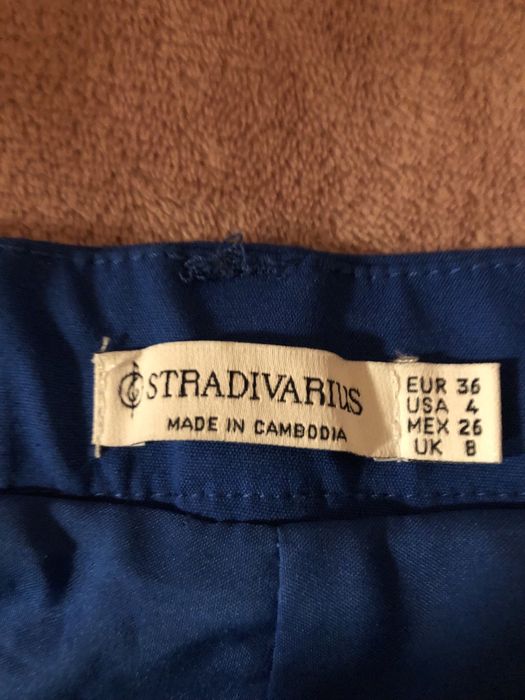 STRADIVARIUS
MADE IN CAMBODIA
EUR 36
USA 4
MEX 26
UK 8